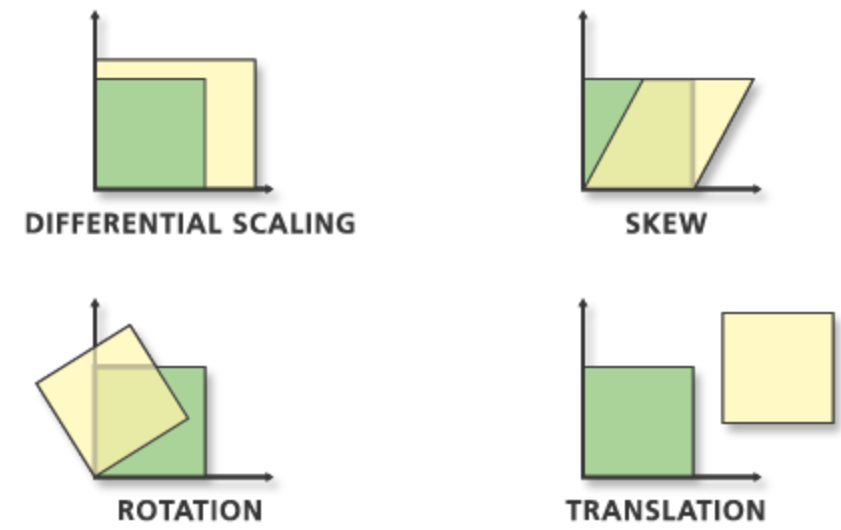 DIFFERENTIAL SCALING
SKEW
ROTATION
TRANSLATION